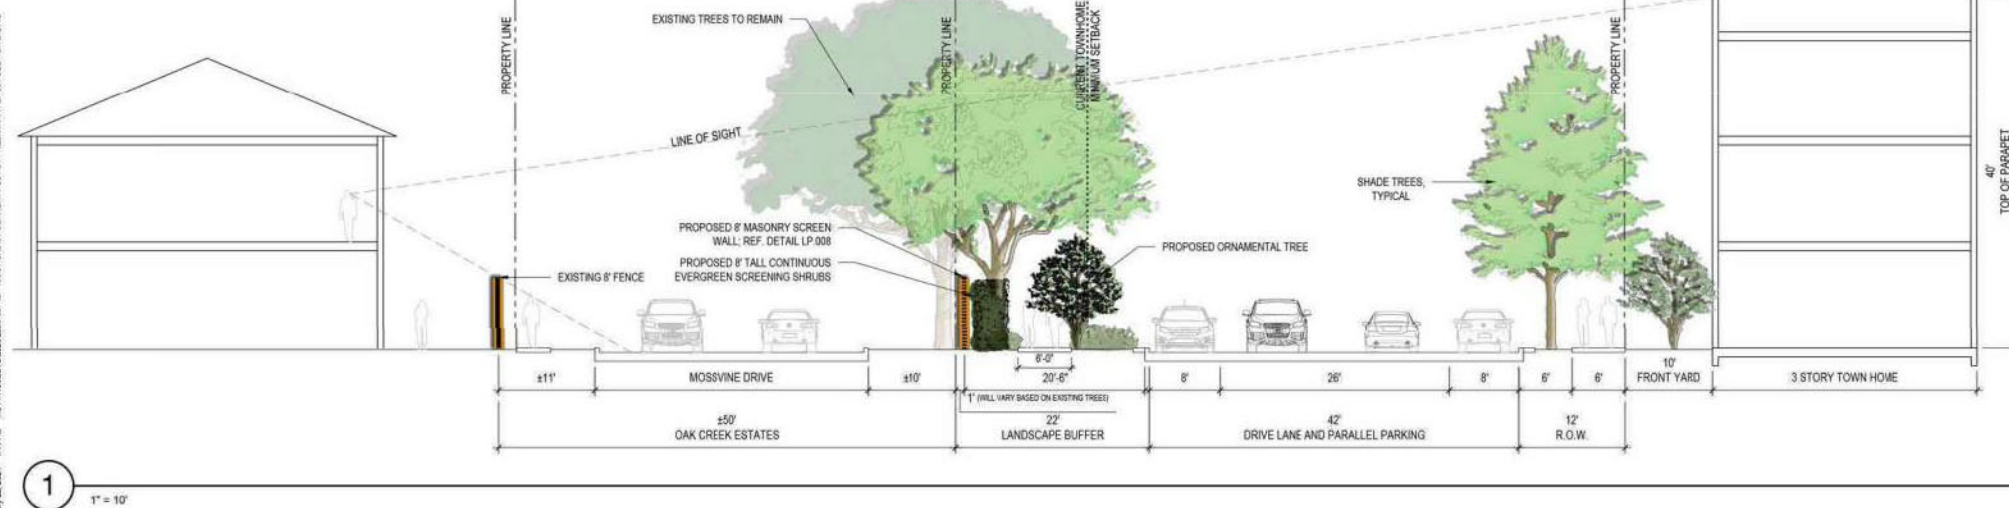 EXISTING TREES TO REMAIN
PROPERTY LINE
PROPERTY LINE
CURRENT TOWNHOME
MINIMUM SETBACK
PROPERTY LINE
LINE OF SIGHT
SHADE TREES,
TYPICAL
40'
TOP OF PARAPET
PROPOSED 8' MASONRY SCREEN
WALL; REF. DETAIL LP.008
PROPOSED ORNAMENTAL TREE
PROPOSED 8' TALL CONTINUOUS
EVERGREEN SCREENING SHRUBS
EXISTING 8' FENCE
6'-0"
±11'
MOSSVINE DRIVE
±10'
20'-6"
8'
26'
8'
6'
6'
10'
FRONT YARD
3 STORY TOWN HOME
1' (WILL VARY BASED ON EXISTING TREES)
±50'
OAK CREEK ESTATES
22'
LANDSCAPE BUFFER
42'
DRIVE LANE AND PARALLEL PARKING
12'
R.O.W.
1
1" = 10'